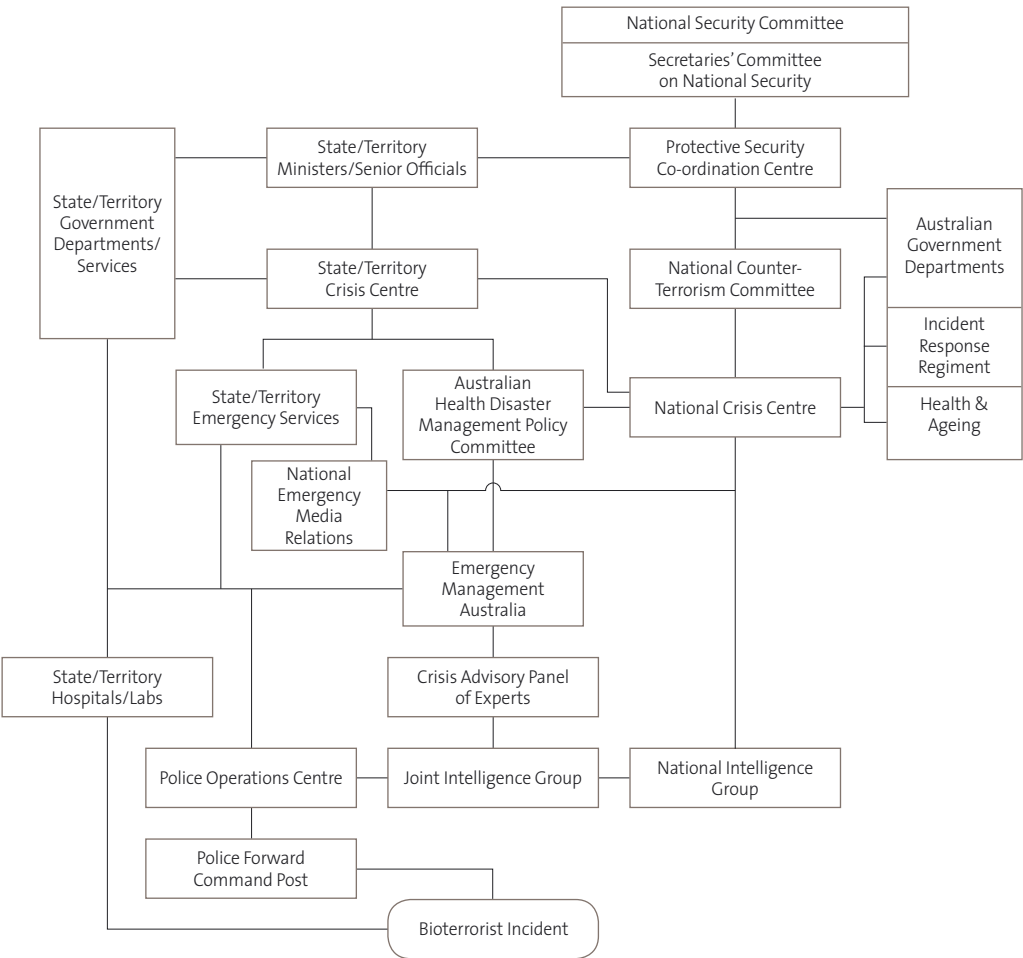 National Security Committee
Secretaries' Committee
on National Security
State/Territory
Government
Departments/
Services
State/Territory
Ministers/Senior Officials
Protective Security
Co-ordination Centre
Australian
Government
Departments
State/Territory
Crisis Centre
National Counter-
Terrorism Committee
Incident
Response
Regiment
State/Territory
Emergency Services
Australian
Health Disaster
Management Policy
Committee
National Crisis Centre
Health &
Ageing
National
Emergency
Media
Relations
Emergency
Management
Australia
State/Territory
Hospitals/Labs
Crisis Advisory Panel
of Experts
Police Operations Centre
Joint Intelligence Group
National Intelligence
Group
Police Forward
Command Post
Bioterrorist Incident